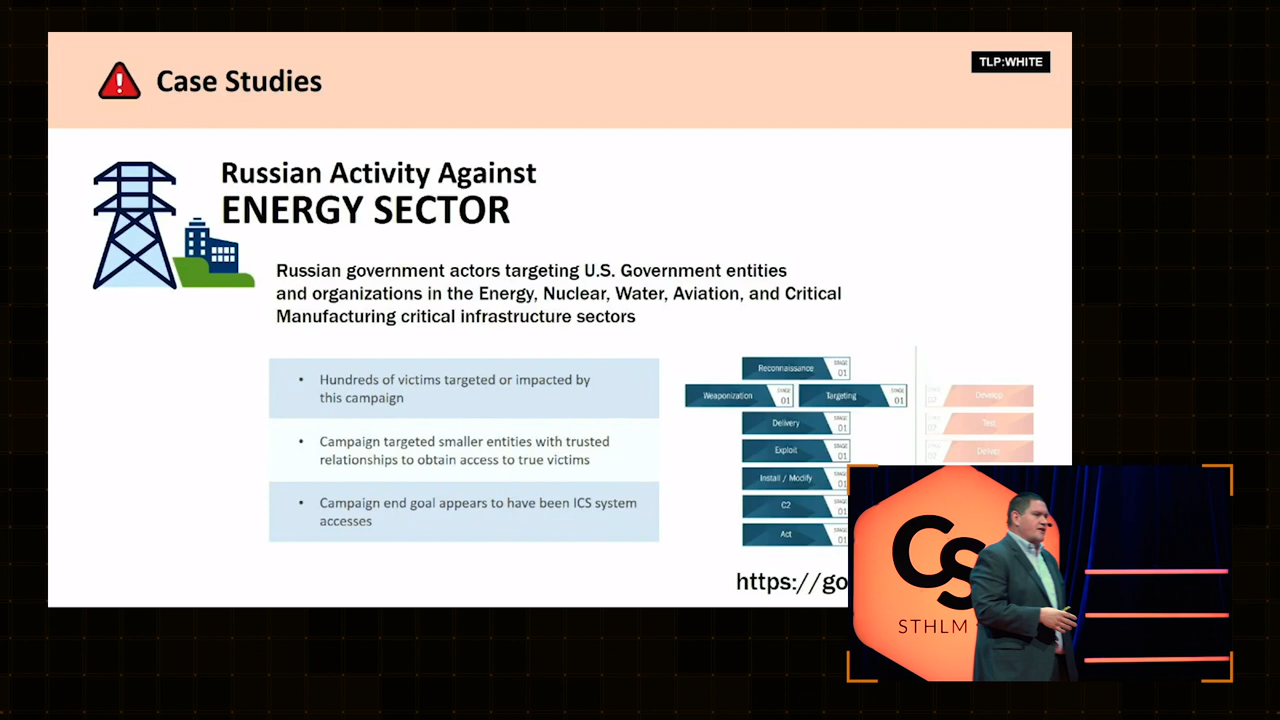 Case Studies
TLP:WHITE
Russian Activity Against
ENERGY SECTOR
Russian government actors targeting U.S. Government entities
and organizations in the Energy, Nuclear, Water, Aviation, and Critical
Manufacturing critical infrastructure sectors
• Hundreds of victims targeted or impacted by
this campaign
• Campaign targeted smaller entities with trusted
relationships to obtain access to true victims
• Campaign end goal appears to have been ICS system
accesses
Reconnaissance STAGE 01
Weaponization STAGE 01
Targeting STAGE 01
Delivery STAGE 01
Exploit STAGE 01
Install / Modify STAGE 01
C2 STAGE 01
Act STAGE 01
Develop
Test
Deliver
https://go
CS
STHLM